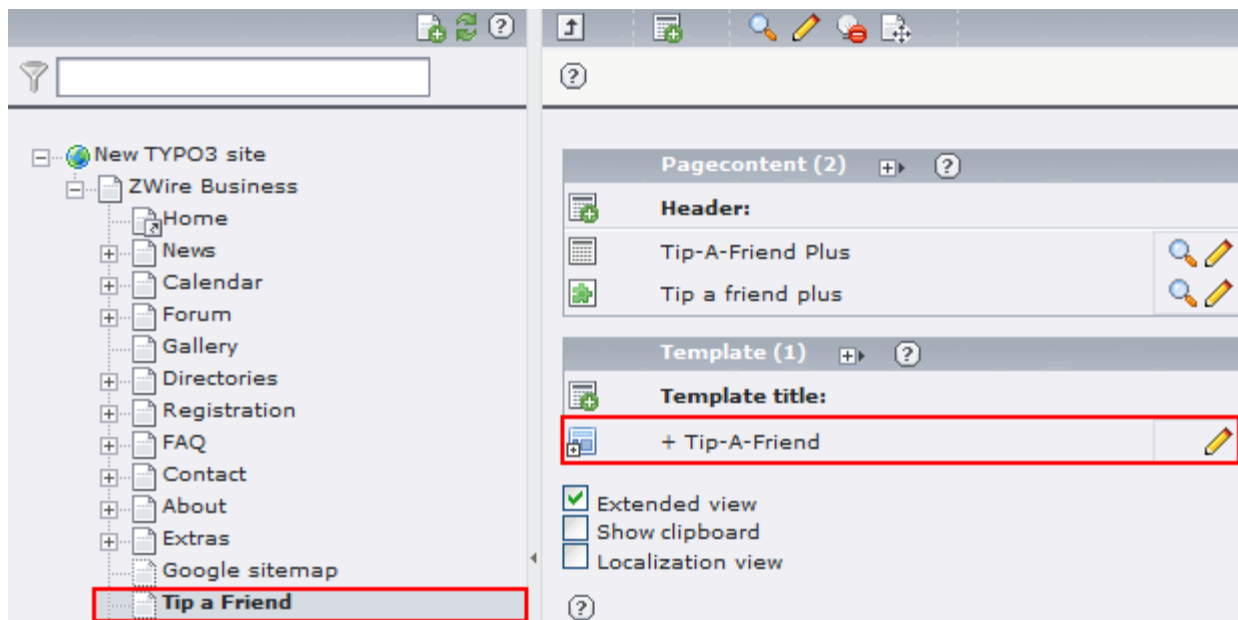 New TYPO3 site
ZWire Business
Home
News
Calendar
Forum
Gallery
Directories
Registration
FAQ
Contact
About
Extras
Google sitemap
Tip a Friend
Pagecontent (2)
Header:
Tip-A-Friend Plus
Tip a friend plus
Template (1)
Template title:
+ Tip-A-Friend
Extended view
Show clipboard
Localization view